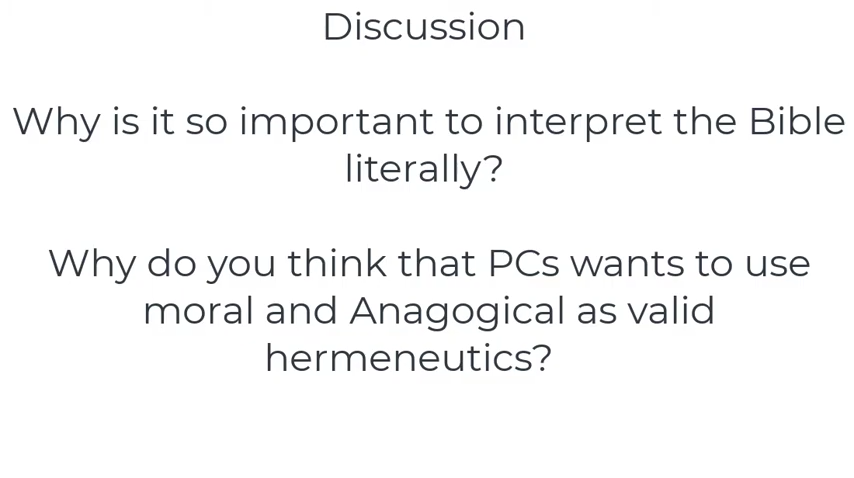 Discussion
Why is it so important to interpret the Bible
literally?
Why do you think that PCs wants to use
moral and Anagogical as valid
hermeneutics?